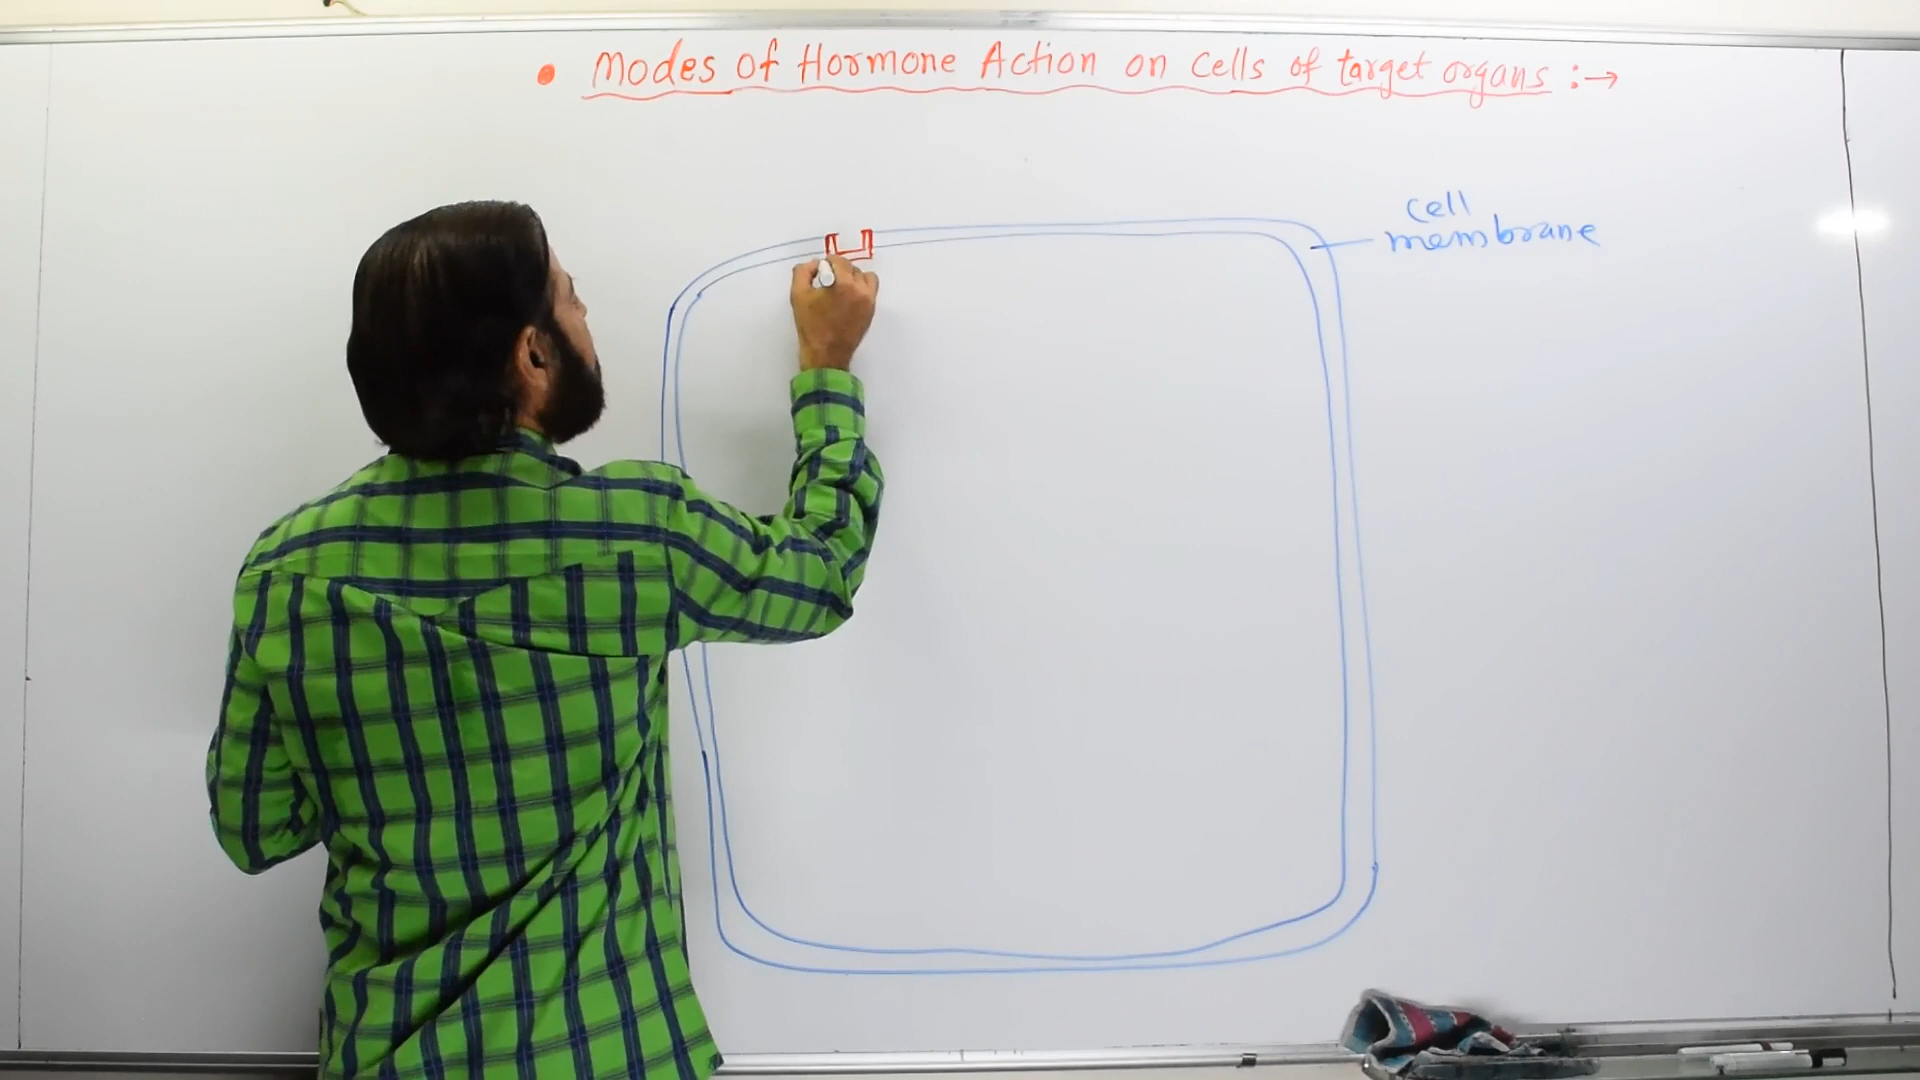 • Modes of Hormone Action on cells of target organs :→
cell
membrane